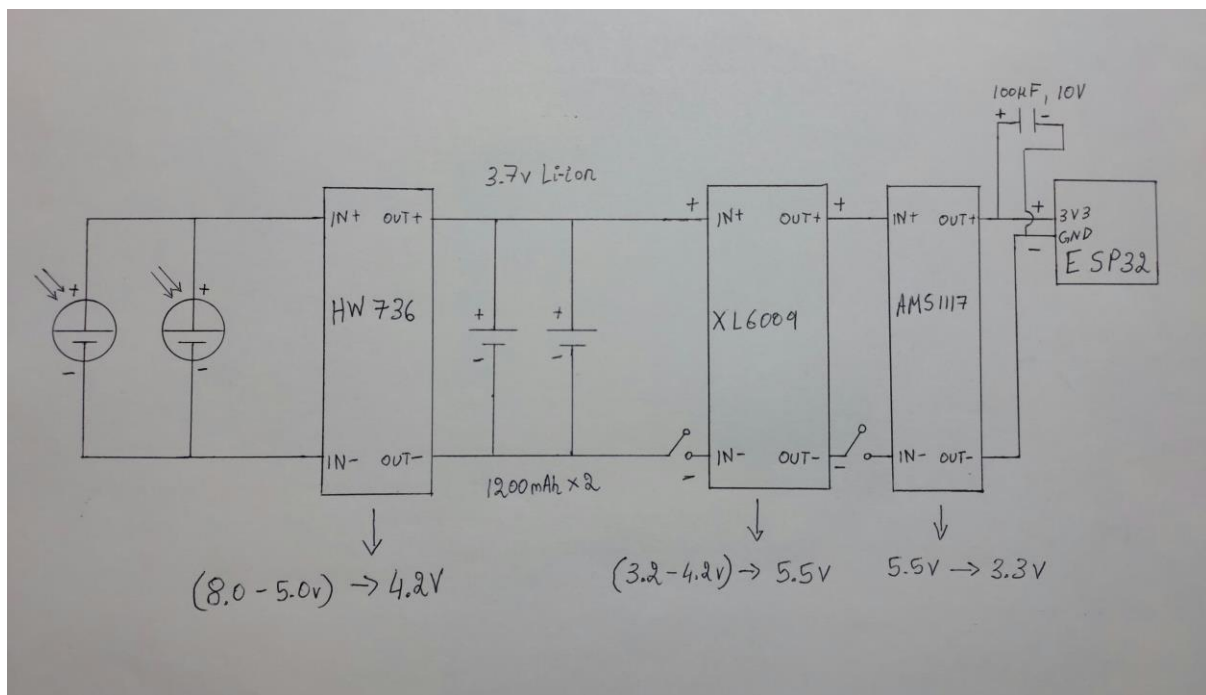 100µF, 10V
+ -
3.7v Li-ion
IN+ OUT+
+ IN+ OUT+ +
IN+ OUT+
+ 3V3
- GND
ESP32
+ +
HW 736
+ +
XL6009
AMS1117
- -
- -
IN- OUT-
- IN- OUT- -
IN- OUT-
1200mAh × 2
(8.0 - 5.0v) → 4.2V
(3.2 - 4.2v) → 5.5v
5.5v → 3.3v